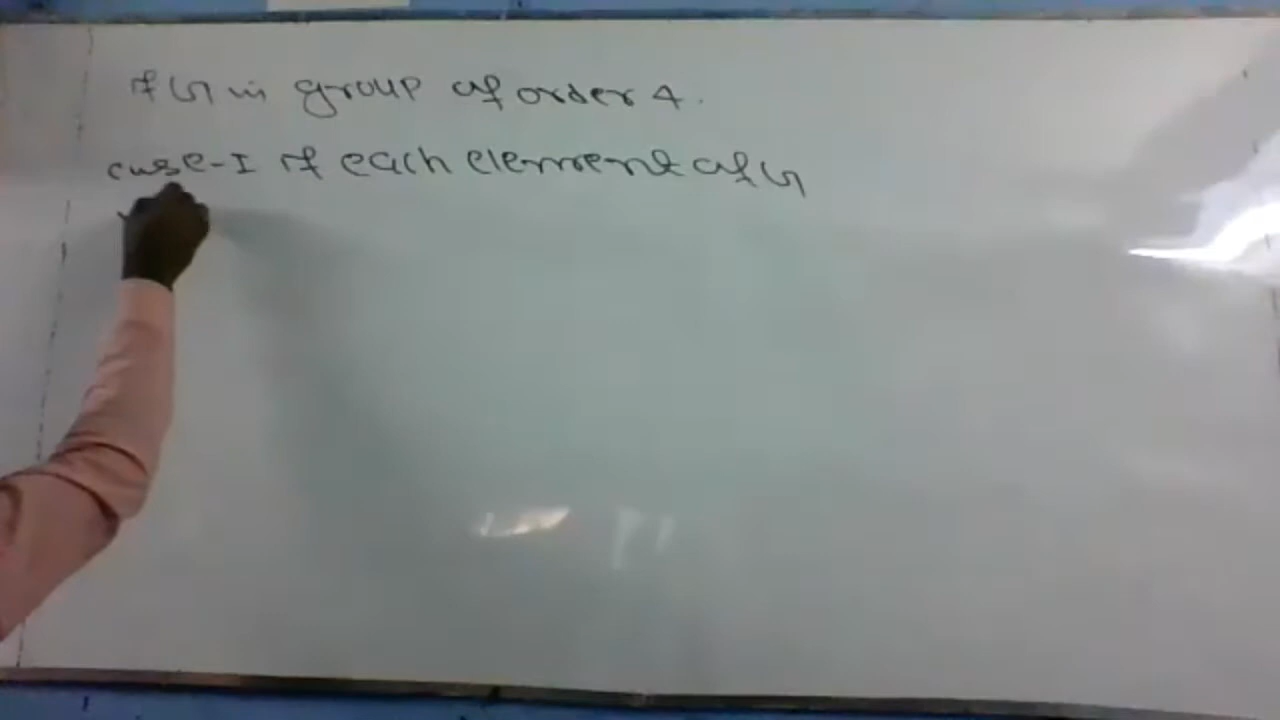 If G is group of order 4.
case-I If each element of G